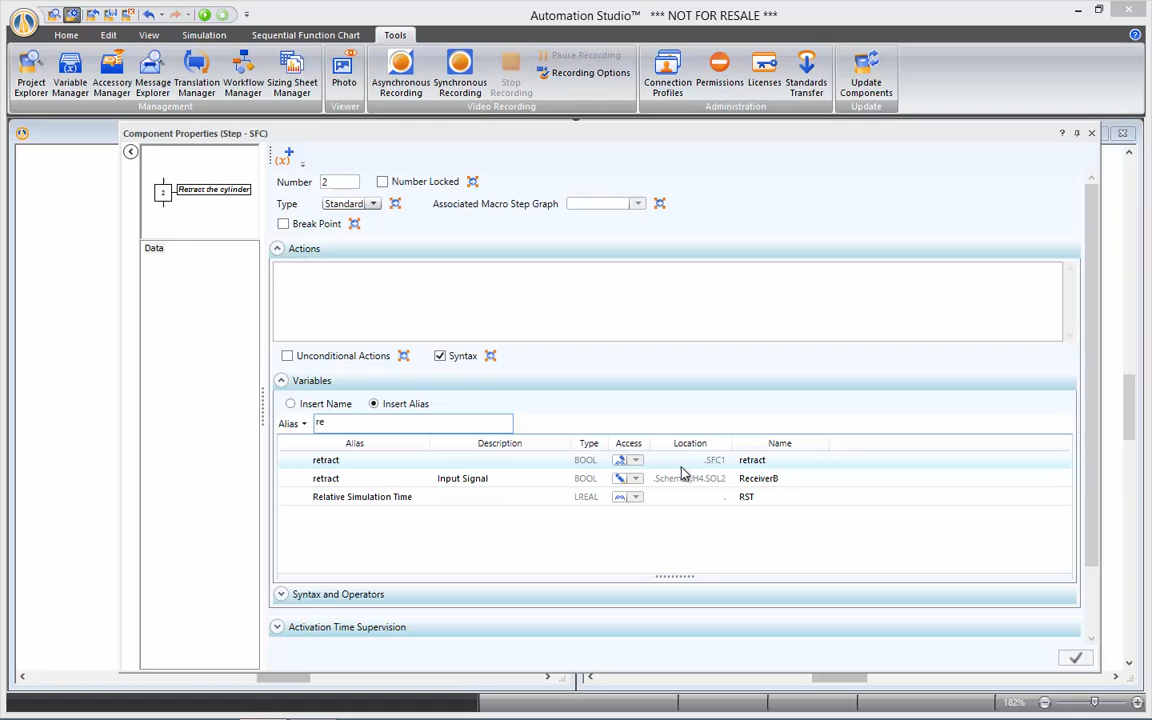 Automation Studio™ *** NOT FOR RESALE ***
Home Edit View Simulation Sequential Function Chart Tools
Project Explorer
Variable Manager
Accessory Manager
Message Explorer
Translation Manager
Workflow Manager
Sizing Sheet Manager
Management
Photo
Viewer
Asynchronous Recording
Synchronous Recording
Stop Recording
Pause Recording
Recording Options
Video Recording
Connection Profiles
Permissions
Licenses
Standards Transfer
Administration
Update Components
Update
Component Properties (Step - SFC)
2 Retract the cylinder
Data
(x)
Number 2 Number Locked
Type Standard Associated Macro Step Graph
Break Point
Actions
Unconditional Actions Syntax
Variables
Insert Name Insert Alias
Alias re
Alias Description Type Access Location Name
retract BOOL .SFC1 retract
retract Input Signal BOOL ReceiverB
Relative Simulation Time LREAL . RST
Syntax and Operators
Activation Time Supervision
182%